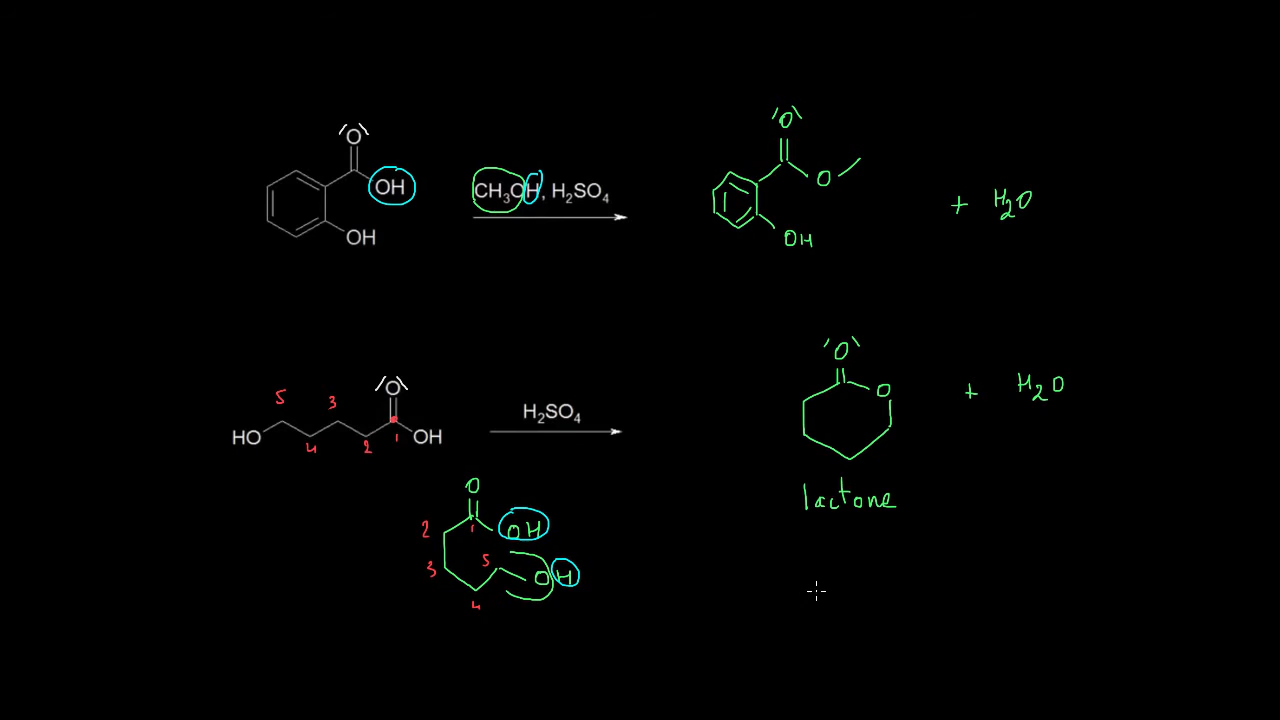 O
OH
OH
CH3OH, H2SO4
O
O
OH
+ H2O
5 3 O
HO 4 2 1 OH
H2SO4
O
O
+ H2O
lactone
O
2 1 OH
3 5 OH
4